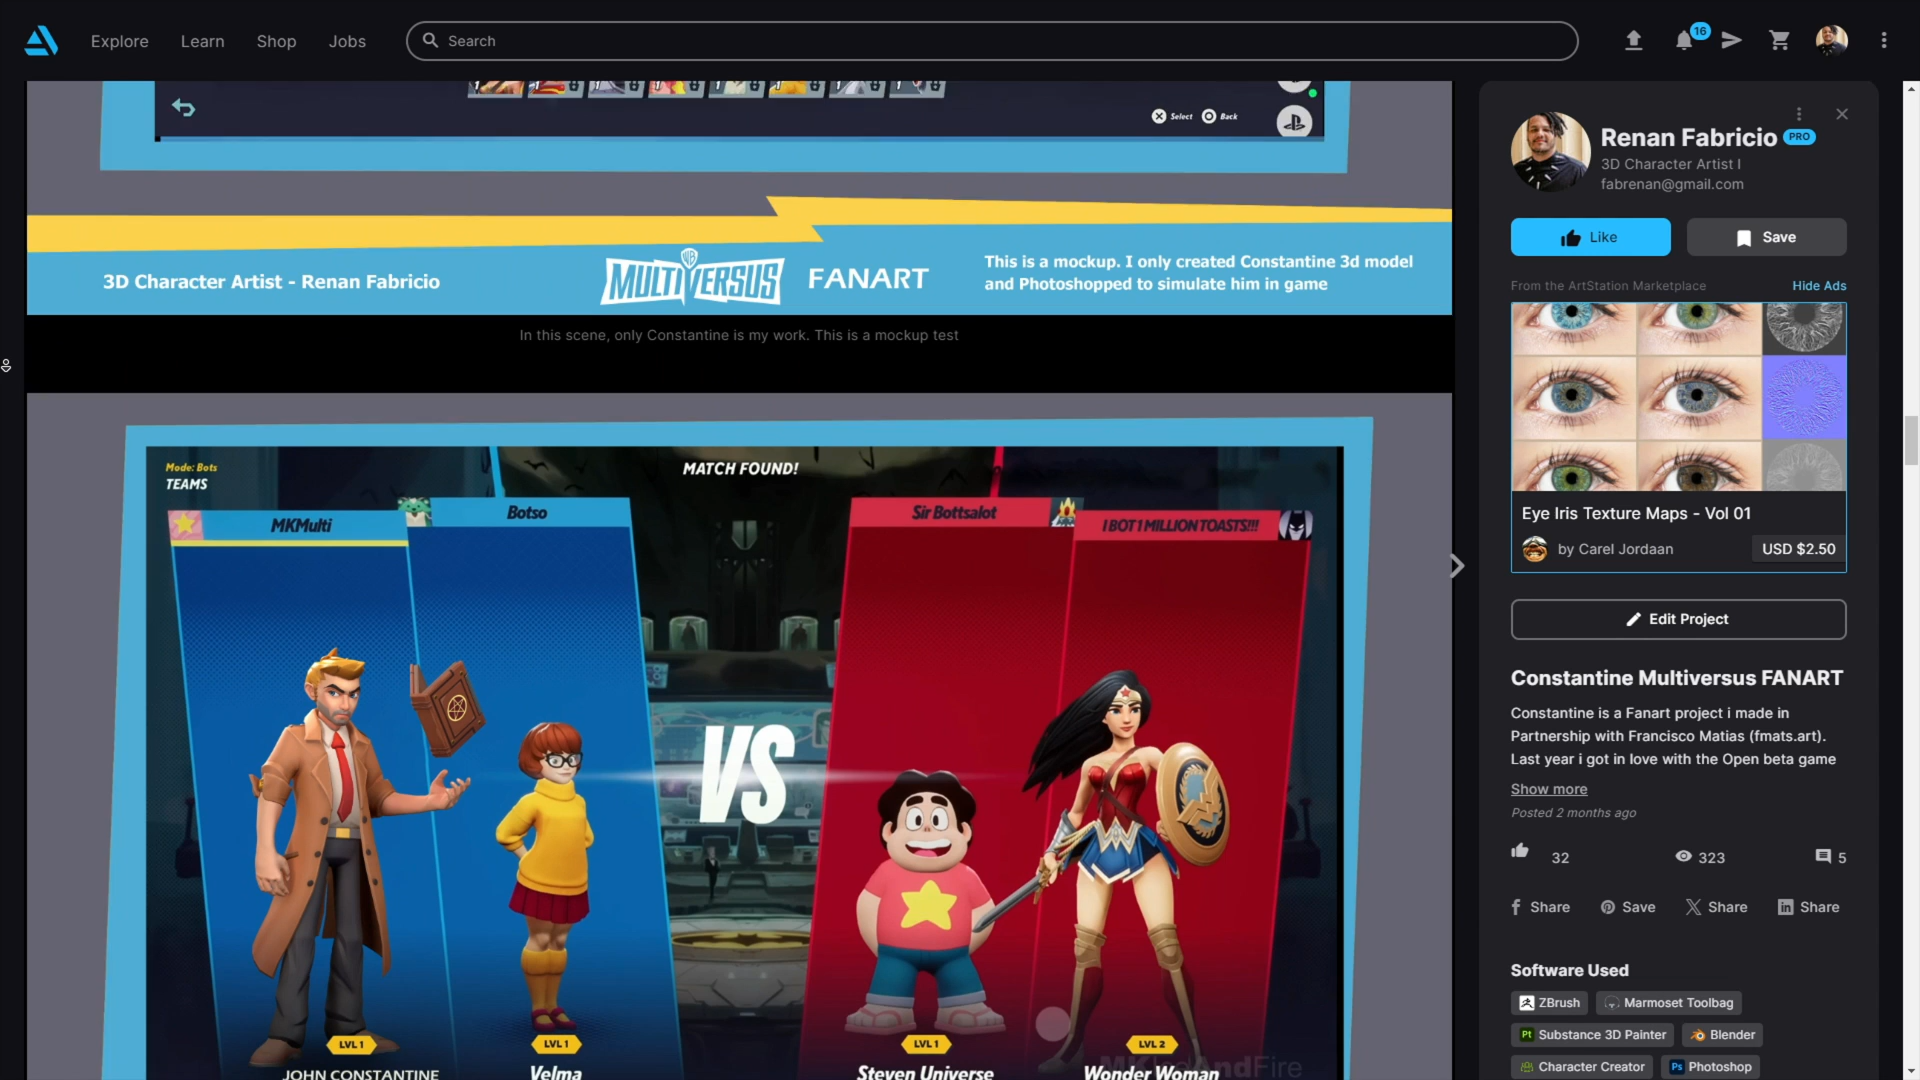 Explore
Learn
Shop
Jobs
Search
16
Select
Back
3D Character Artist - Renan Fabricio
WB
MULTIVERSUS
FANART
This is a mockup. I only created Constantine 3d model
and Photoshopped to simulate him in game
In this scene, only Constantine is my work. This is a mockup test
Mode: Bots
TEAMS
MATCH FOUND!
MKMulti
Botso
Sir Bottsalot
I BOT 1 MILLION TOASTS!!!
VS
LVL 1
LVL 1
LVL 1
LVL 2
JOHN CONSTANTINE
Velma
Steven Universe
Wonder Woman
Renan Fabricio
PRO
3D Character Artist I
fabrenan@gmail.com
Like
Save
From the ArtStation Marketplace
Hide Ads
Eye Iris Texture Maps - Vol 01
by Carel Jordaan
USD $2.50
Edit Project
Constantine Multiversus FANART
Constantine is a Fanart project i made in
Partnership with Francisco Matias (fmats.art).
Last year i got in love with the Open beta game
Show more
Posted 2 months ago
32
323
5
Share
Save
Share
Share
Software Used
ZBrush
Marmoset Toolbag
Pt Substance 3D Painter
Blender
Character Creator
Ps Photoshop